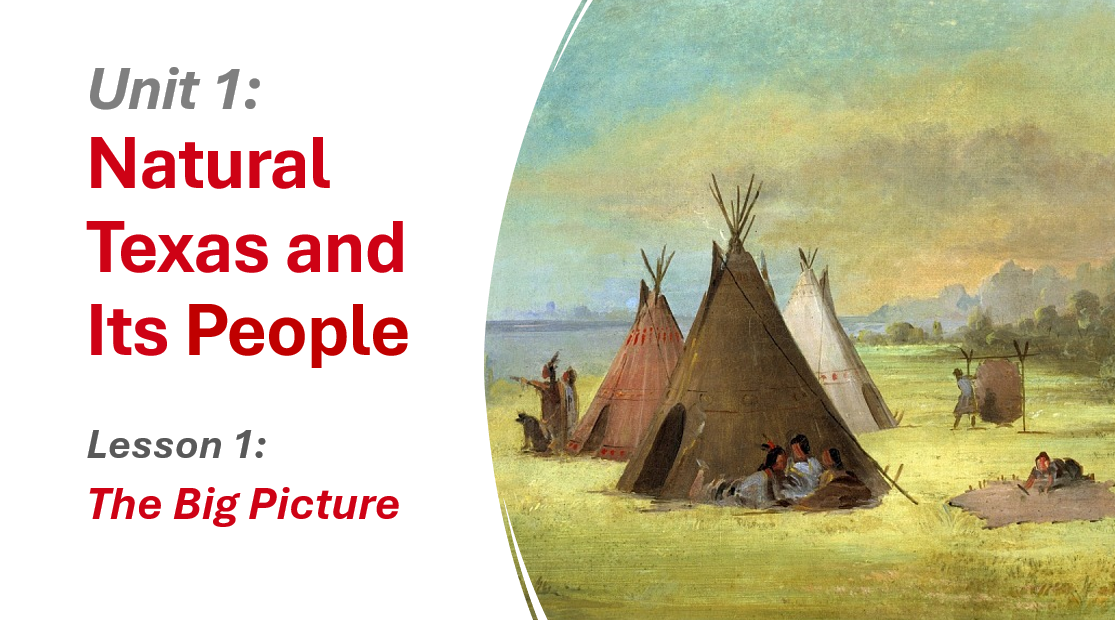 Unit 1:
Natural
Texas and
Its People
Lesson 1:
The Big Picture